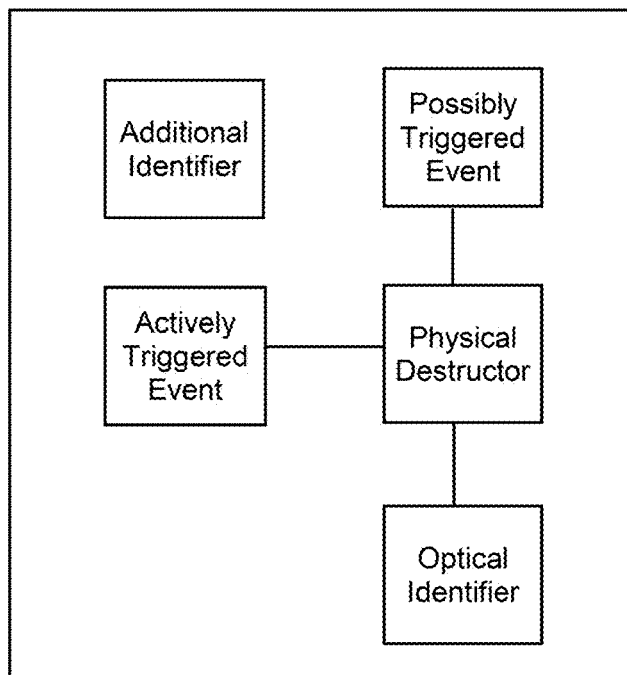 Additional
Identifier
Possibly
Triggered
Event
Actively
Triggered
Event
Physical
Destructor
Optical
Identifier